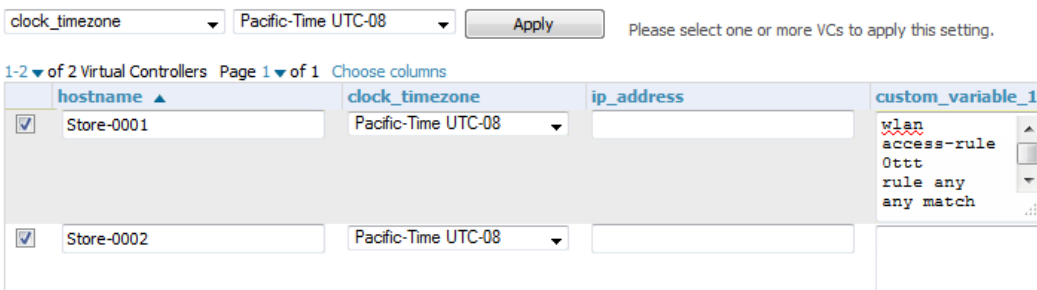 clock_timezone Pacific-Time UTC-08 Apply Please select one or more VCs to apply this setting.
1-2 of 2 Virtual Controllers Page 1 of 1 Choose columns
hostname clock_timezone ip_address custom_variable_1
Store-0001 Pacific-Time UTC-08
wlan
access-rule
0ttt
rule any
any match
Store-0002 Pacific-Time UTC-08